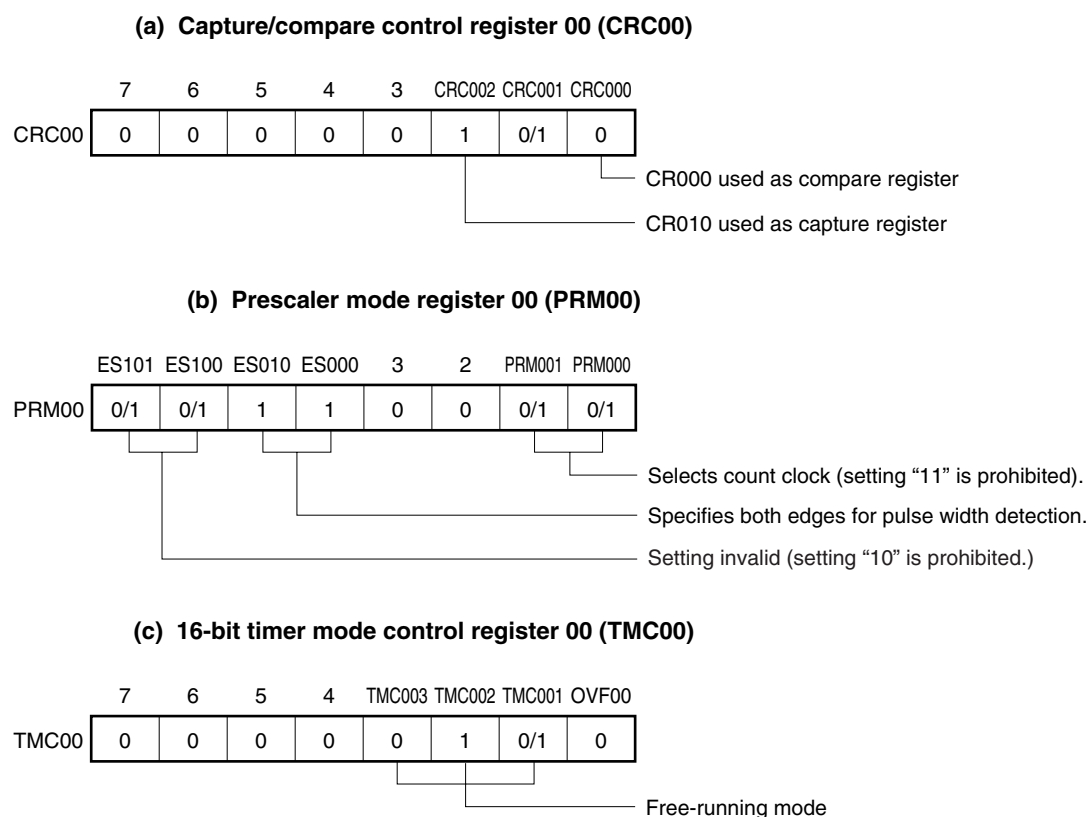 (a) Capture/compare control register 00 (CRC00)
7 6 5 4 3 CRC002 CRC001 CRC000
CRC00 0 0 0 0 0 1 0/1 0
CR000 used as compare register
CR010 used as capture register
(b) Prescaler mode register 00 (PRM00)
ES101 ES100 ES010 ES000 3 2 PRM001 PRM000
PRM00 0/1 0/1 1 1 0 0 0/1 0/1
Selects count clock (setting “11” is prohibited).
Specifies both edges for pulse width detection.
Setting invalid (setting “10” is prohibited.)
(c) 16-bit timer mode control register 00 (TMC00)
7 6 5 4 TMC003 TMC002 TMC001 OVF00
TMC00 0 0 0 0 0 1 0/1 0
Free-running mode